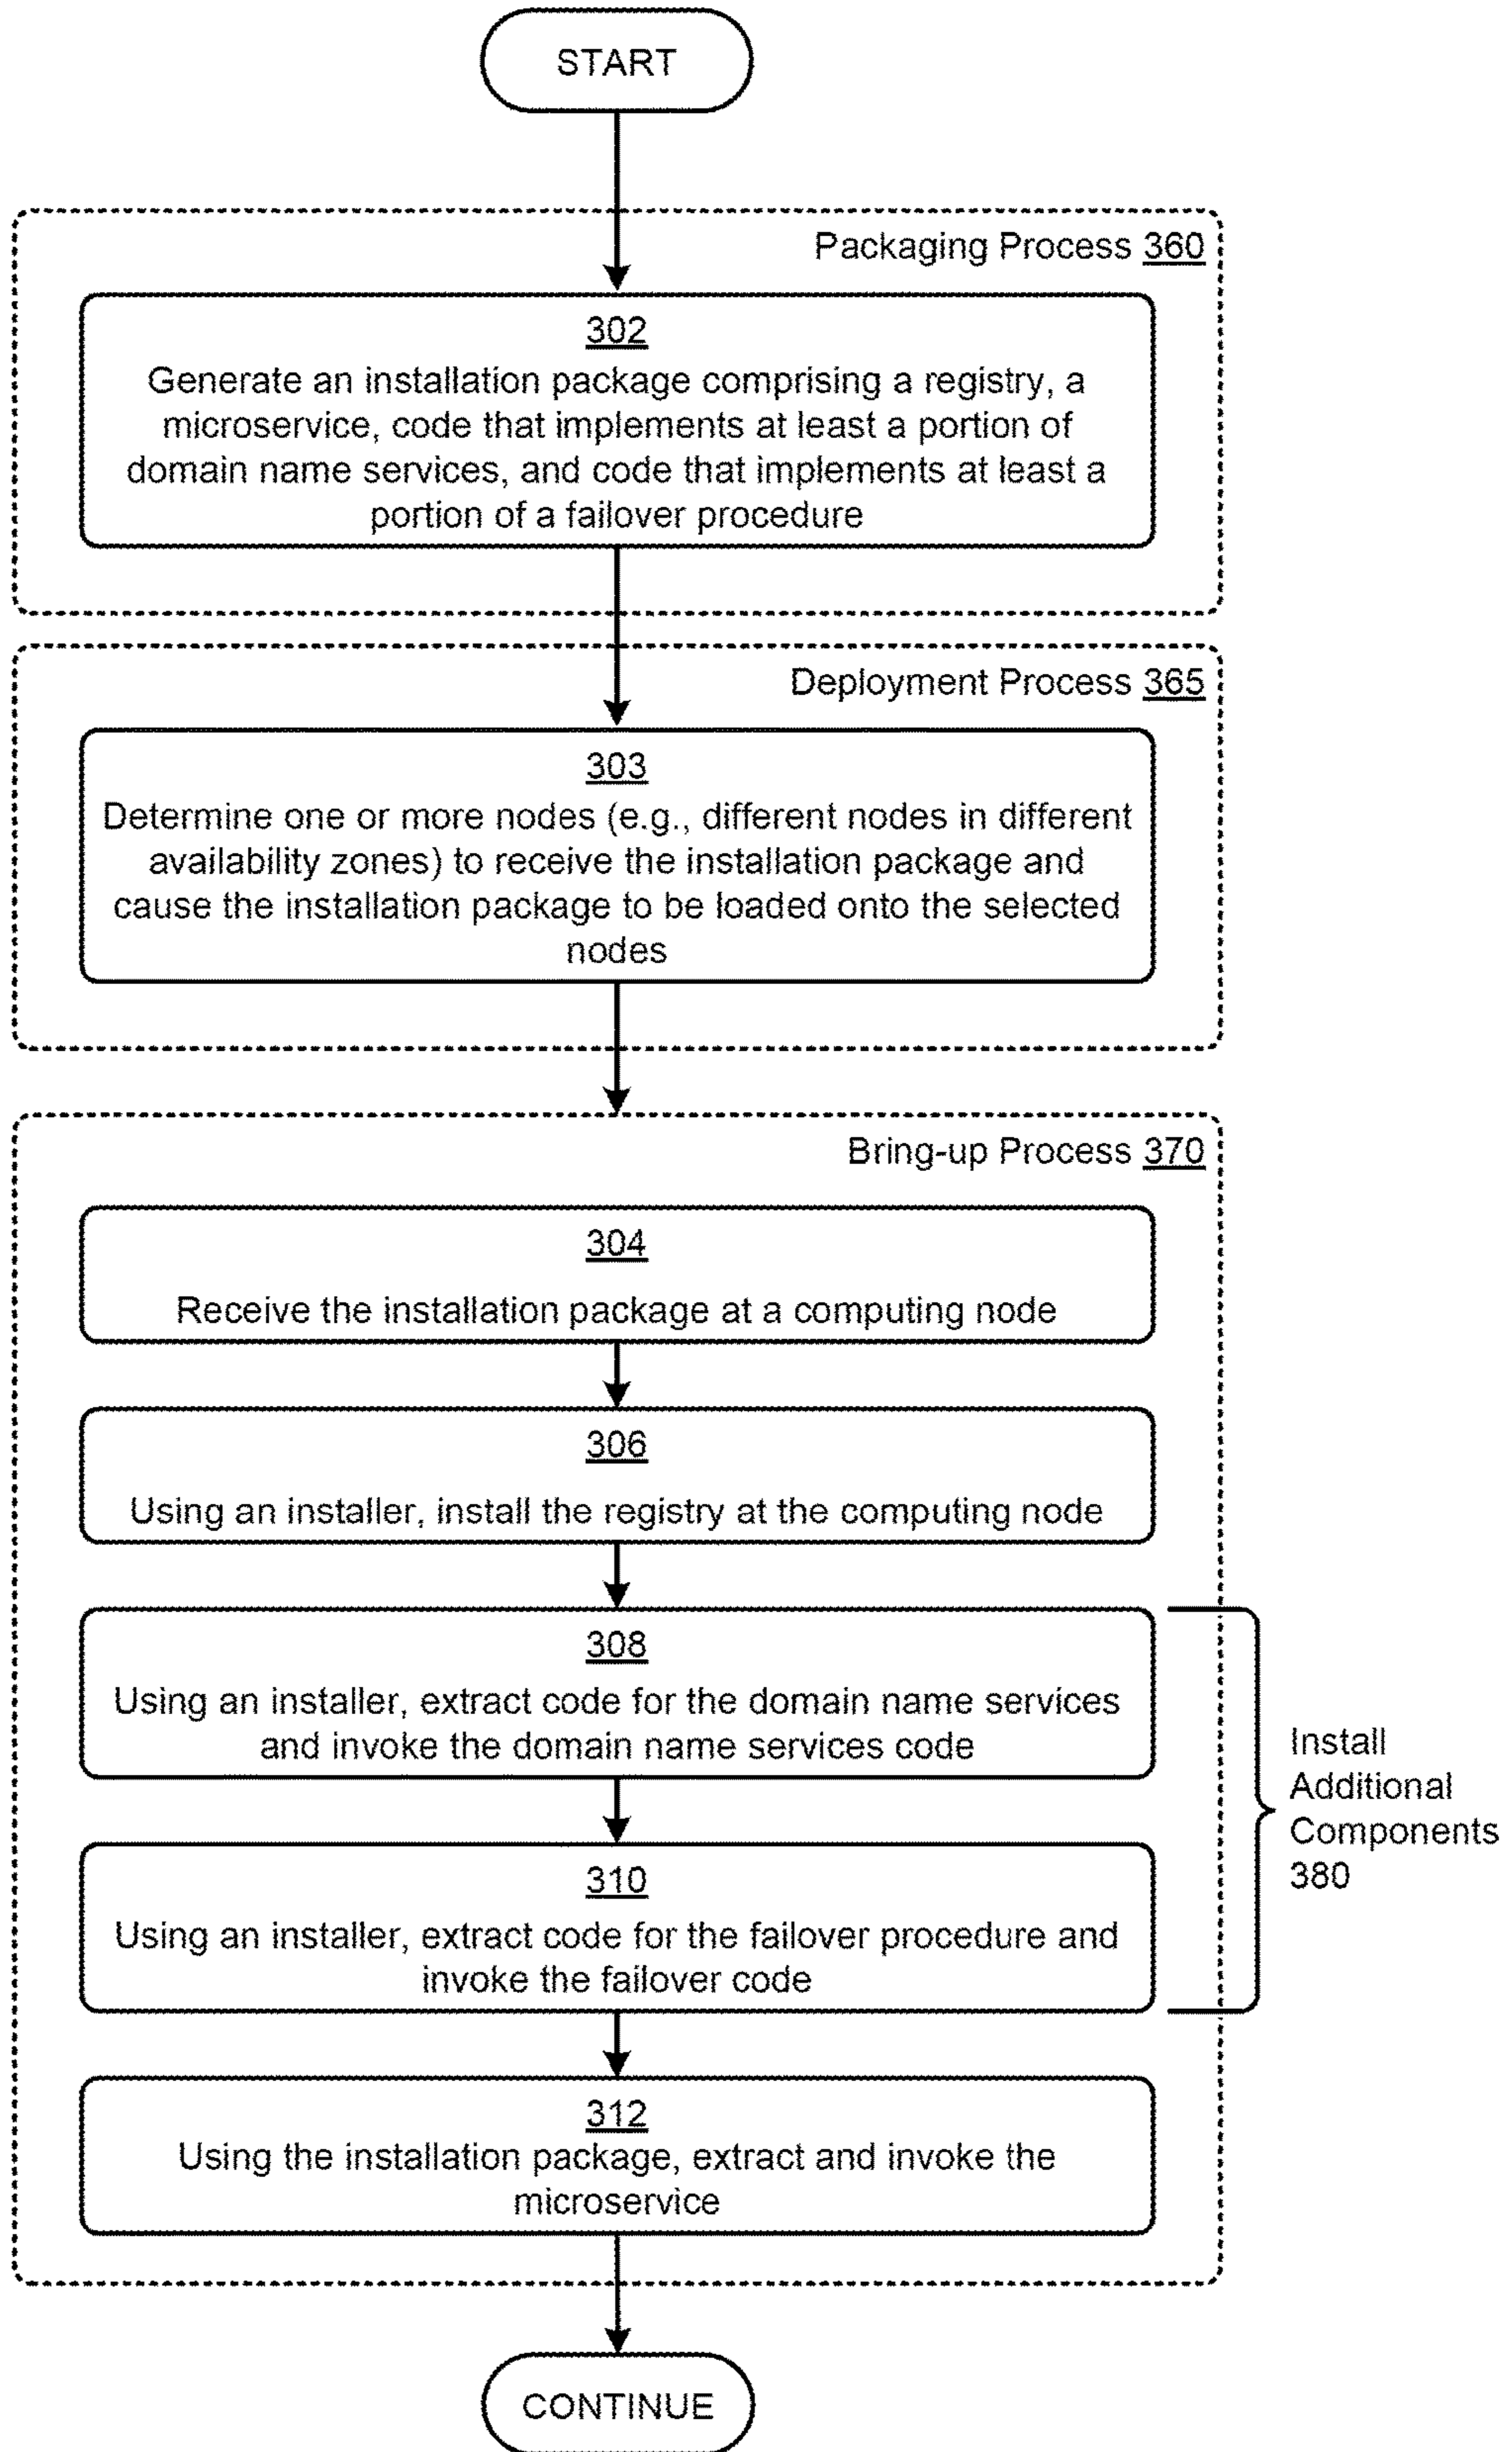 START
Packaging Process 360
302
Generate an installation package comprising a registry, a
microservice, code that implements at least a portion of
domain name services, and code that implements at least a
portion of a failover procedure
Deployment Process 365
303
Determine one or more nodes (e.g., different nodes in different
availability zones) to receive the installation package and
cause the installation package to be loaded onto the selected
nodes
Bring-up Process 370
304
Receive the installation package at a computing node
306
Using an installer, install the registry at the computing node
308
Using an installer, extract code for the domain name services
and invoke the domain name services code
310
Using an installer, extract code for the failover procedure and
invoke the failover code
Install
Additional
Components
380
312
Using the installation package, extract and invoke the
microservice
CONTINUE